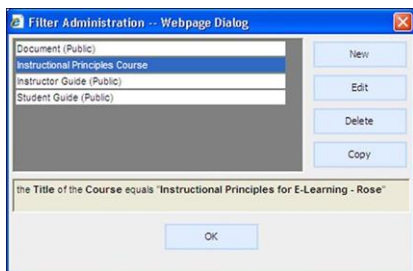 Filter Administration -- Webpage Dialog
Document (Public)
Instructional Principles Course
Instructor Guide (Public)
Student Guide (Public)
New
Edit
Delete
Copy
the Title of the Course equals "Instructional Principles for E-Learning - Rose"
OK